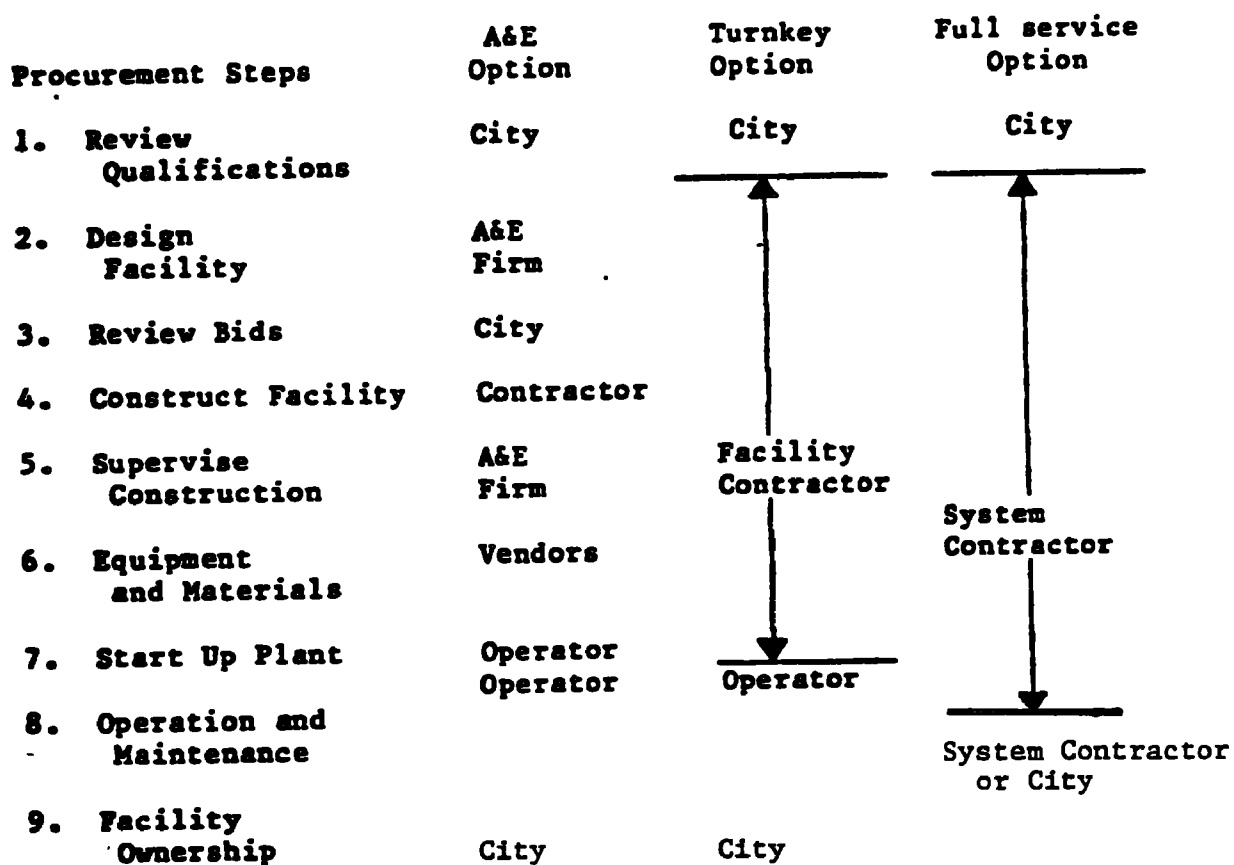 A&E Turnkey Full service
Procurement Steps Option Option Option
1. Review City City City
Qualifications
2. Design A&E
Facility Firm
3. Review Bids City
4. Construct Facility Contractor
5. Supervise A&E Facility
Construction Firm Contractor
System
Contractor
6. Equipment Vendors
and Materials
7. Start Up Plant Operator
Operator Operator
8. Operation and
Maintenance
System Contractor
or City
9. Facility
Ownership City City